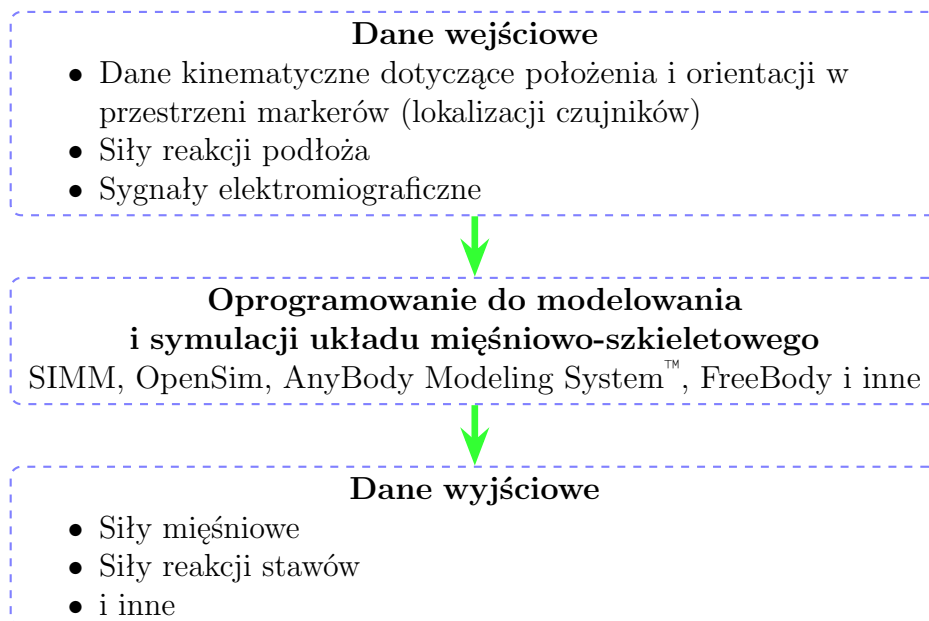 Dane wejściowe
• Dane kinematyczne dotyczące położenia i orientacji w
przestrzeni markerów (lokalizacji czujników)
• Siły reakcji podłoża
• Sygnały elektromiograficzne
Oprogramowanie do modelowania
i symulacji układu mięśniowo-szkieletowego
SIMM, OpenSim, AnyBody Modeling System™, FreeBody i inne
Dane wyjściowe
• Siły mięśniowe
• Siły reakcji stawów
• i inne